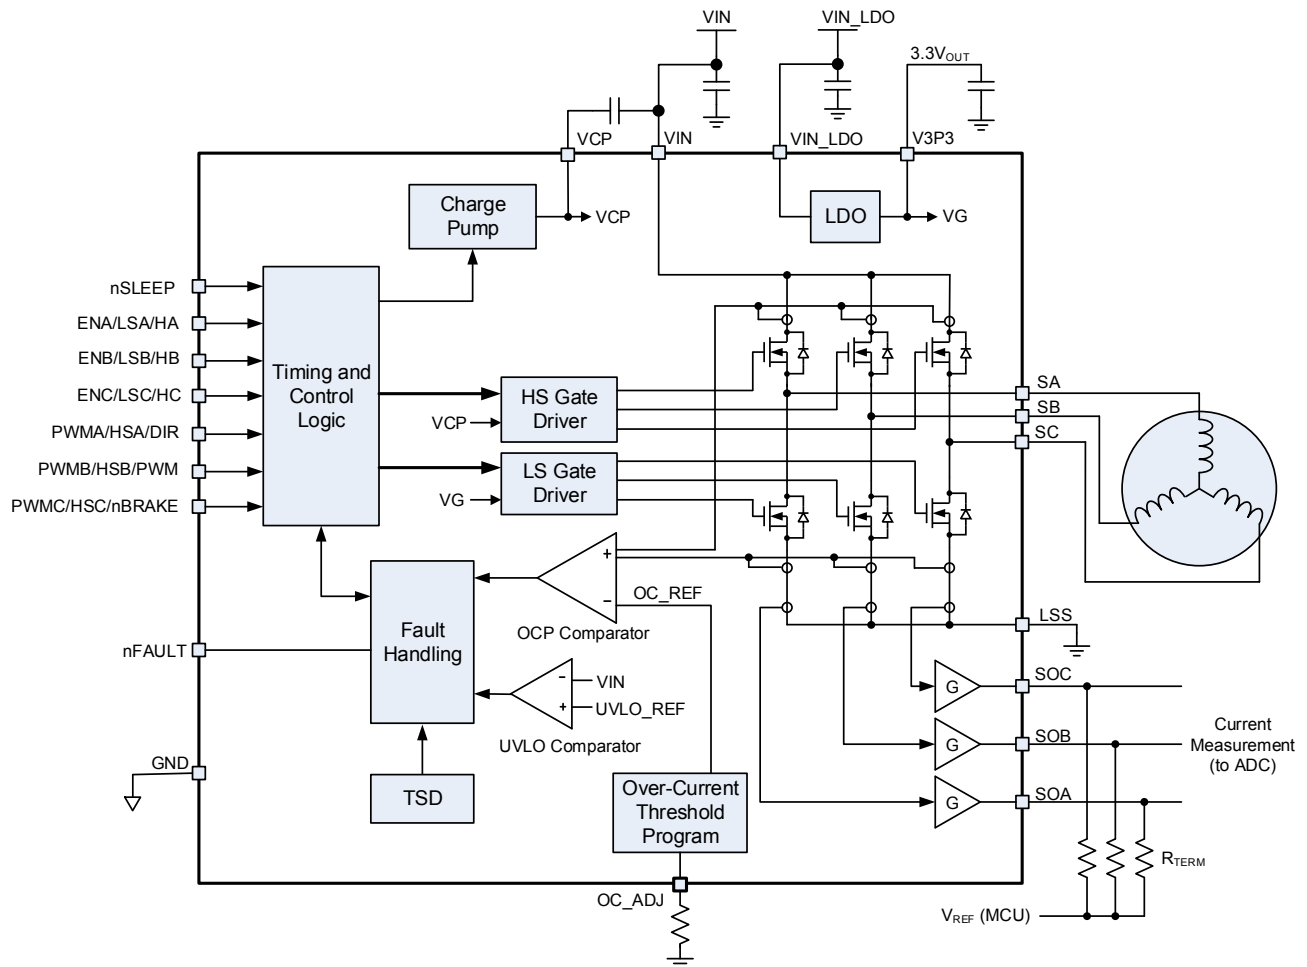 VIN
VIN_LDO
3.3VOUT
VCP
VIN
VIN_LDO
V3P3
Charge
Pump
VCP
LDO
VG
nSLEEP
ENA/LSA/HA
ENB/LSB/HB
ENC/LSC/HC
PWMA/HSA/DIR
PWMB/HSB/PWM
PWMC/HSC/nBRAKE
Timing and
Control
Logic
HS Gate
Driver
VCP
LS Gate
Driver
VG
SA
SB
SC
+
−
OC_REF
OCP Comparator
Fault
Handling
nFAULT
−
VIN
+
UVLO_REF
UVLO Comparator
LSS
G
SOC
G
SOB
G
SOA
Current
Measurement
(to ADC)
GND
TSD
Over-Current
Threshold
Program
RTERM
OC_ADJ
VREF (MCU)